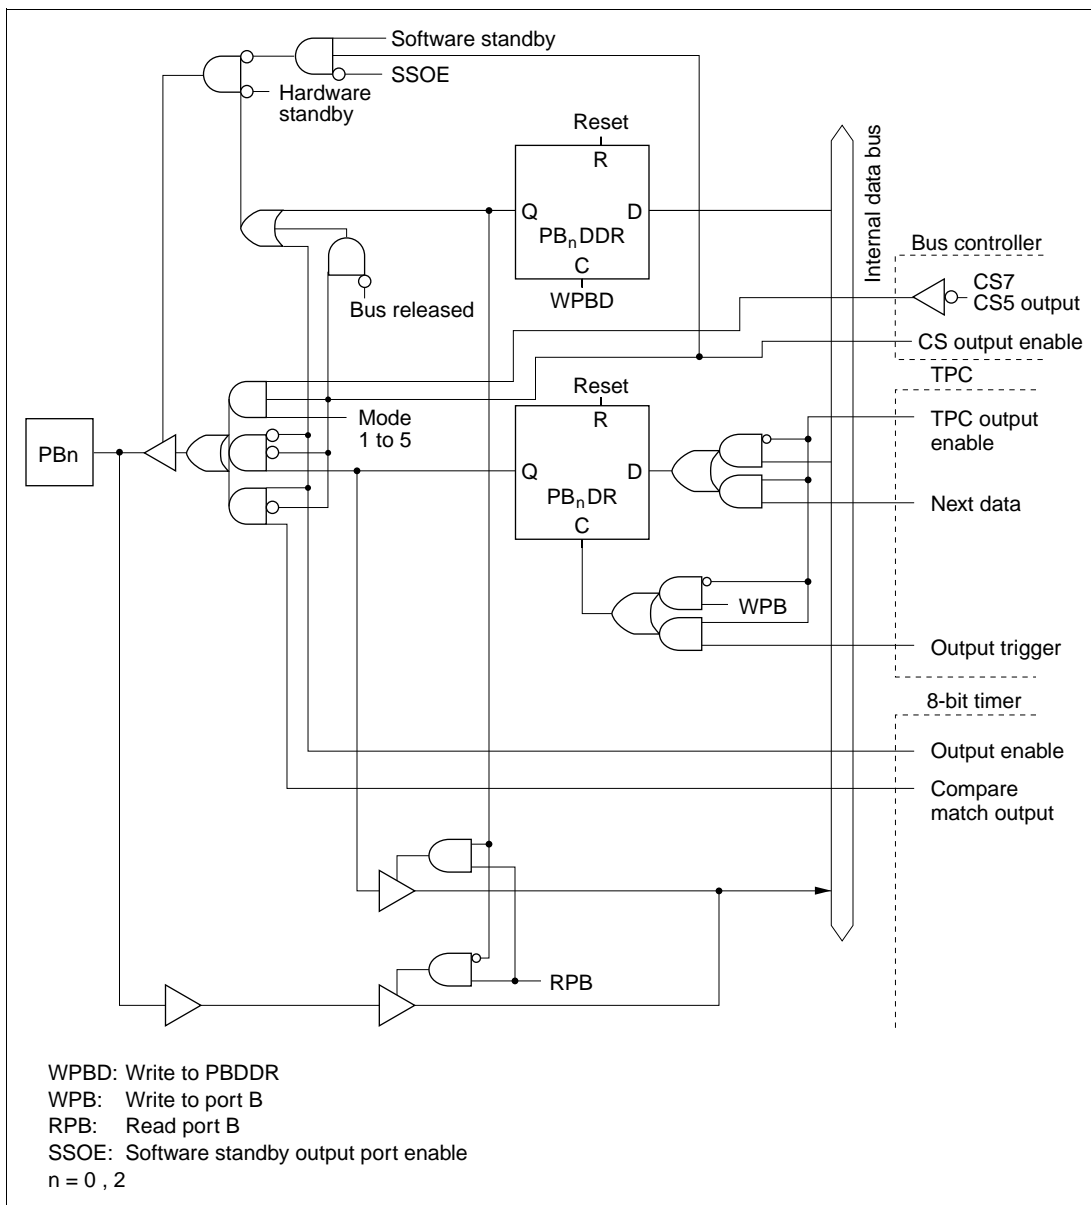 Software standby
SSOE
Hardware
standby
Reset
R
Q
D
PBnDDR
C
WPBD
Bus released
Internal data bus
Bus controller
CS7
CS5 output
CS output enable
TPC
Reset
R
Mode
1 to 5
TPC output
enable
PBn
Q
D
PBnDR
C
Next data
WPB
Output trigger
8-bit timer
Output enable
Compare
match output
RPB
WPBD: Write to PBDDR
WPB: Write to port B
RPB: Read port B
SSOE: Software standby output port enable
n = 0 , 2